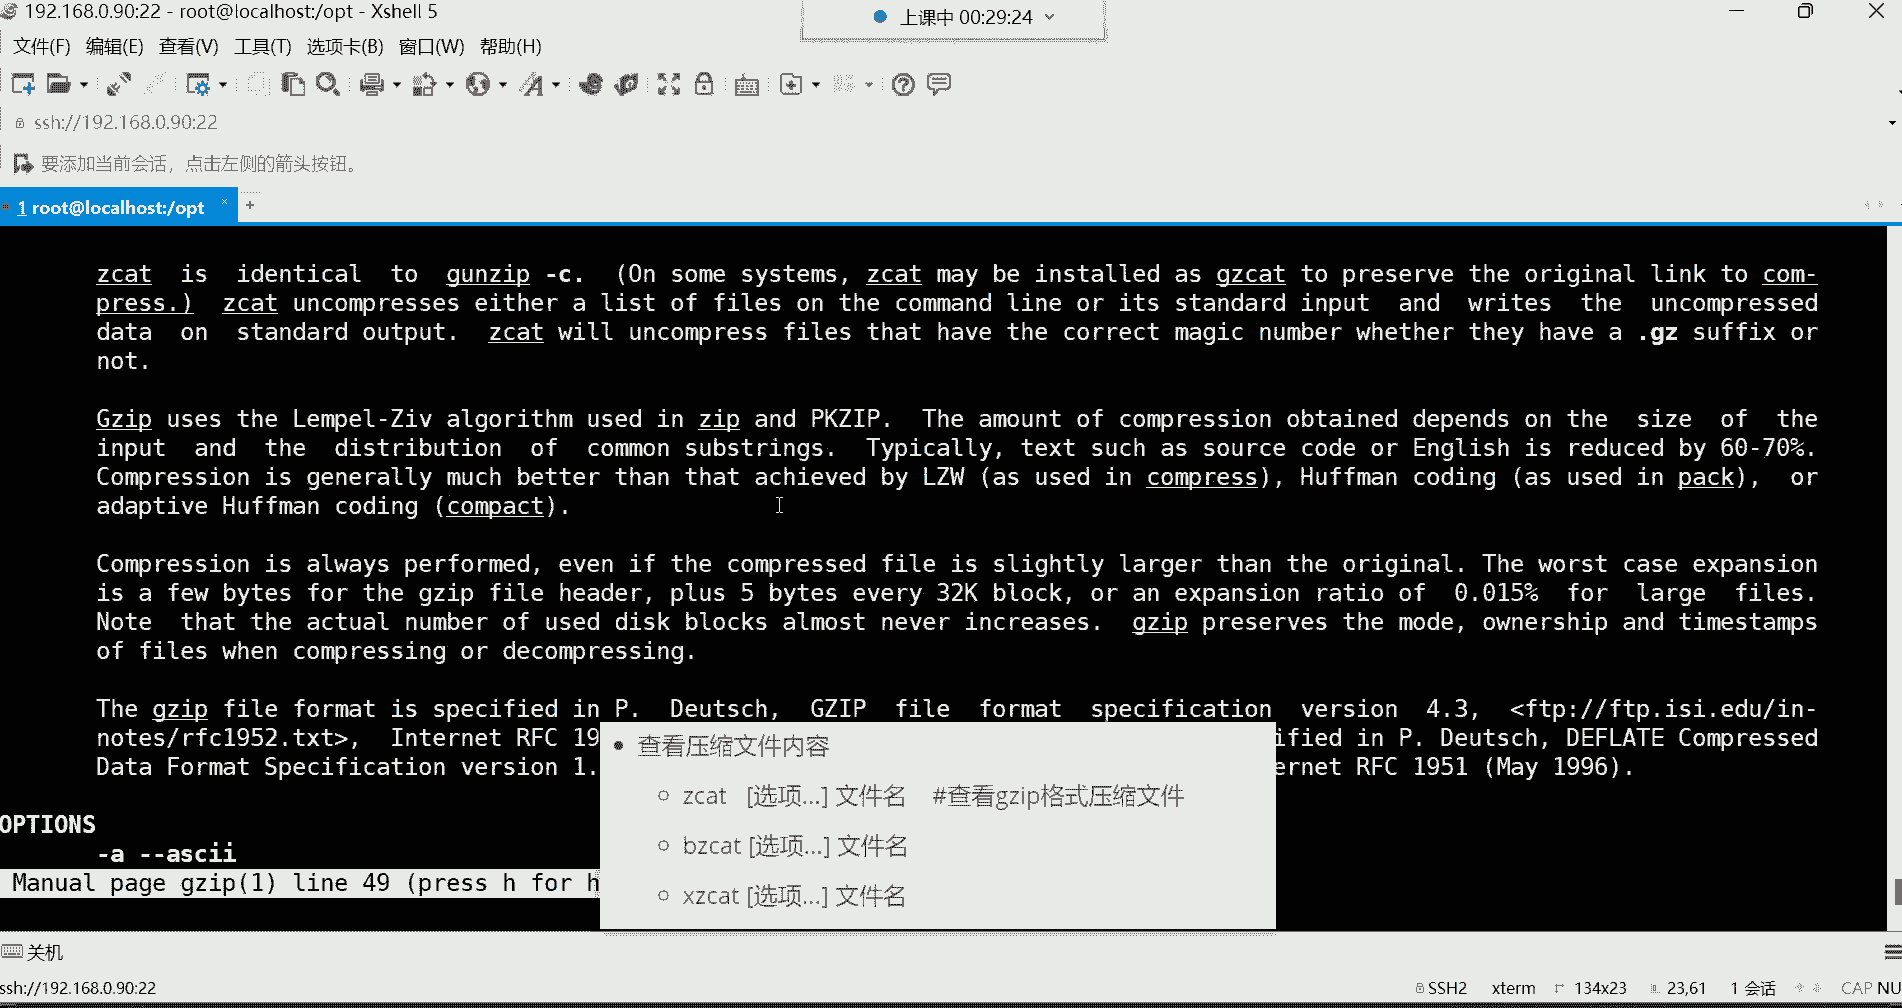 192.168.0.90:22 - root@localhost:/opt - Xshell 5
上课中 00:29:24
文件(F) 编辑(E) 查看(V) 工具(T) 选项卡(B) 窗口(W) 帮助(H)
ssh://192.168.0.90:22
要添加当前会话，点击左侧的箭头按钮。
1 root@localhost:/opt × +
zcat is identical to gunzip -c. (On some systems, zcat may be installed as gzcat to preserve the original link to com-
press.) zcat uncompresses either a list of files on the command line or its standard input and writes the uncompressed
data on standard output. zcat will uncompress files that have the correct magic number whether they have a .gz suffix or
not.
Gzip uses the Lempel-Ziv algorithm used in zip and PKZIP. The amount of compression obtained depends on the size of the
input and the distribution of common substrings. Typically, text such as source code or English is reduced by 60-70%.
Compression is generally much better than that achieved by LZW (as used in compress), Huffman coding (as used in pack), or
adaptive Huffman coding (compact).
Compression is always performed, even if the compressed file is slightly larger than the original. The worst case expansion
is a few bytes for the gzip file header, plus 5 bytes every 32K block, or an expansion ratio of 0.015% for large files.
Note that the actual number of used disk blocks almost never increases. gzip preserves the mode, ownership and timestamps
of files when compressing or decompressing.
The gzip file format is specified in P. Deutsch, GZIP file format specification version 4.3, <ftp://ftp.isi.edu/in-
notes/rfc1952.txt>, Internet RFC 19 ified in P. Deutsch, DEFLATE Compressed
Data Format Specification version 1. ernet RFC 1951 (May 1996).
OPTIONS
-a --ascii
Manual page gzip(1) line 49 (press h for h
查看压缩文件内容
zcat [选项...] 文件名 #查看gzip格式压缩文件
bzcat [选项...] 文件名
xzcat [选项...] 文件名
关机
ssh://192.168.0.90:22 SSH2 xterm 134x23 23,61 1 会话 CAP NU